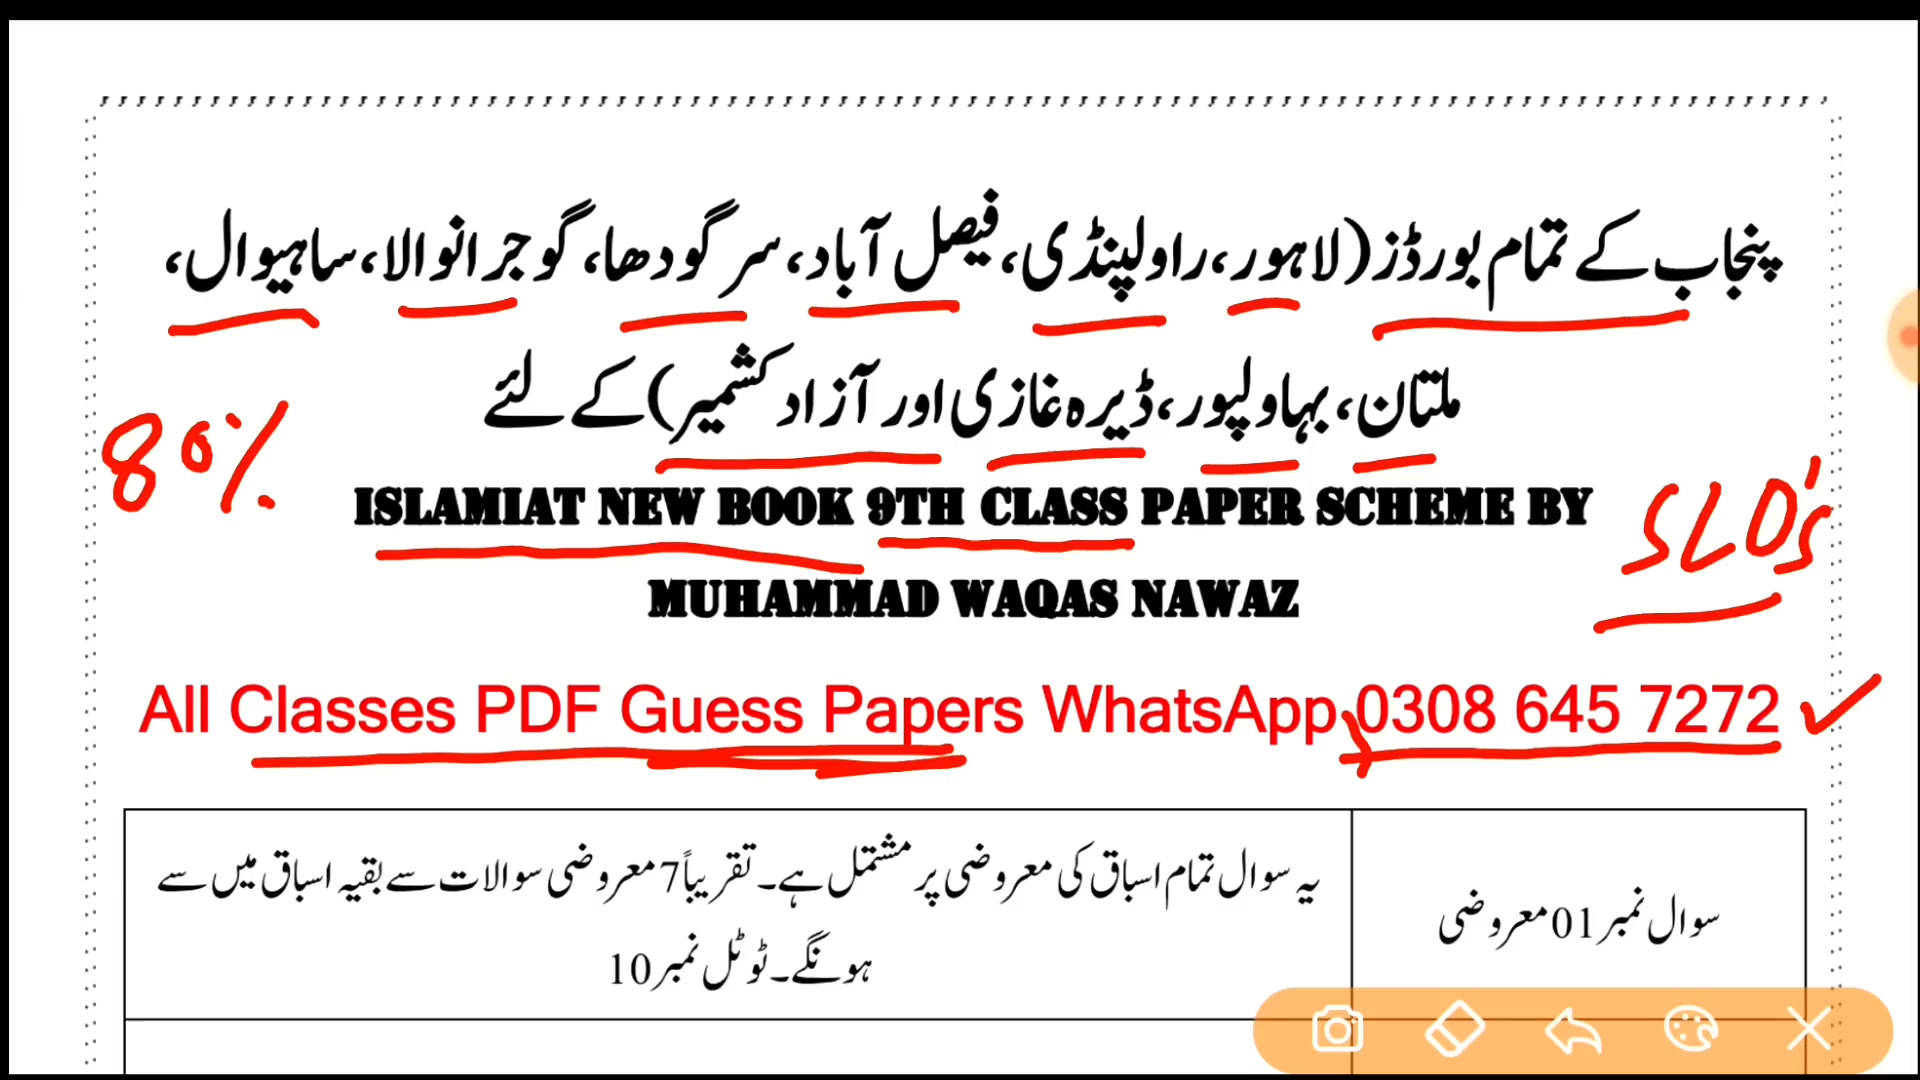 پنجاب کے تمام بورڈز (لاہور، راولپنڈی، فیصل آباد، سرگودھا، گوجرانوالا، ساہیوال،
ملتان، بہاولپور، ڈیرہ غازی اور آزاد کشمیر) کے لئے
80%
ISLAMIAT NEW BOOK 9TH CLASS PAPER SCHEME BY
SLO's
MUHAMMAD WAQAS NAWAZ
All Classes PDF Guess Papers WhatsApp 0308 645 7272
سوال نمبر 01 معروضی
یہ سوال تمام اسباق کی معروضی پر مشتمل ہے۔ تقریباً 7 معروضی سوالات سے بقیہ اسباق میں سے
ہونگے۔ ٹوٹل نمبر 10